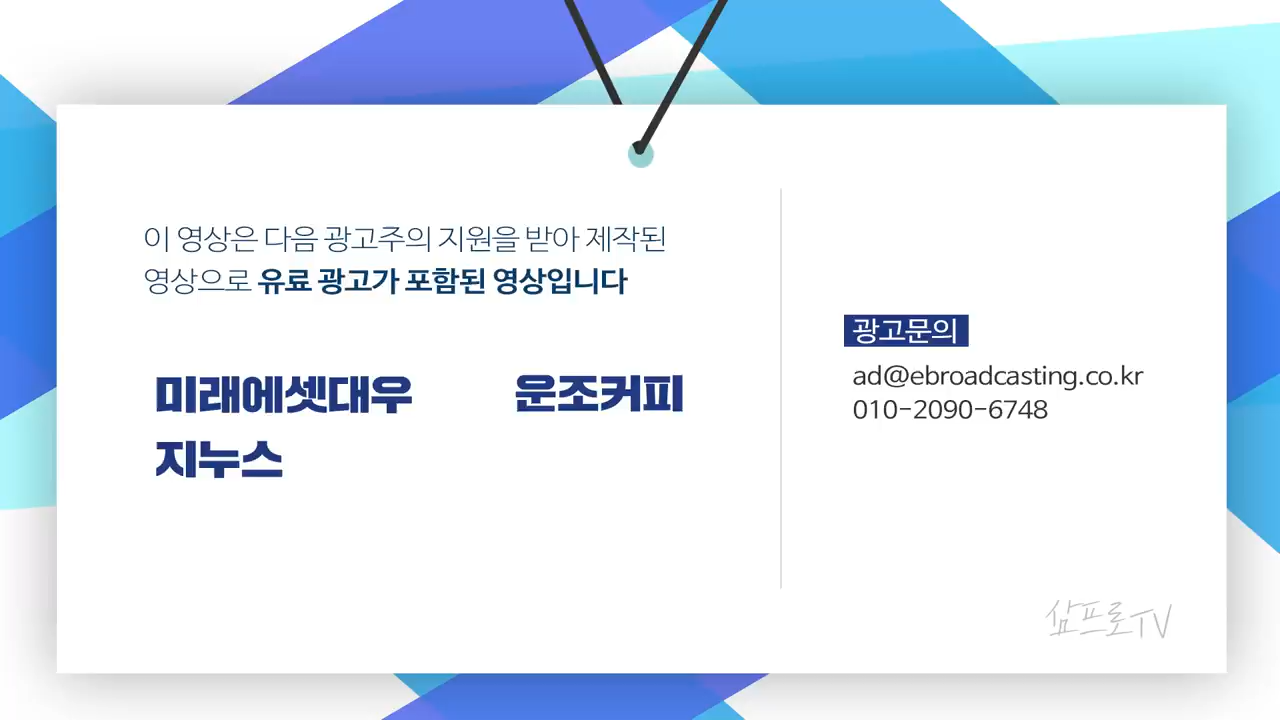 이 영상은 다음 광고주의 지원을 받아 제작된
영상으로 유료 광고가 포함된 영상입니다
미래에셋대우
운조커피
지누스
광고문의
ad@ebroadcasting.co.kr
010-2090-6748
삼프로TV